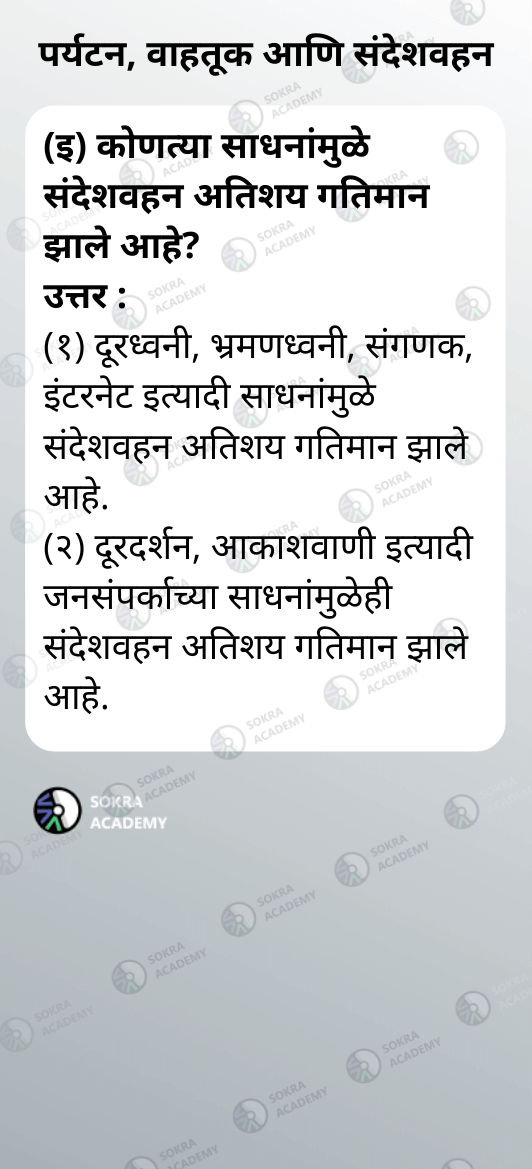 पर्यटन, वाहतूक आणि संदेशवहन
(इ) कोणत्या साधनांमुळे
संदेशवहन अतिशय गतिमान
झाले आहे?
उत्तर :
(१) दूरध्वनी, भ्रमणध्वनी, संगणक,
इंटरनेट इत्यादी साधनांमुळे
संदेशवहन अतिशय गतिमान झाले
आहे.
(२) दूरदर्शन, आकाशवाणी इत्यादी
जनसंपर्काच्या साधनांमुळेही
संदेशवहन अतिशय गतिमान झाले
आहे.
SOKRA
ACADEMY